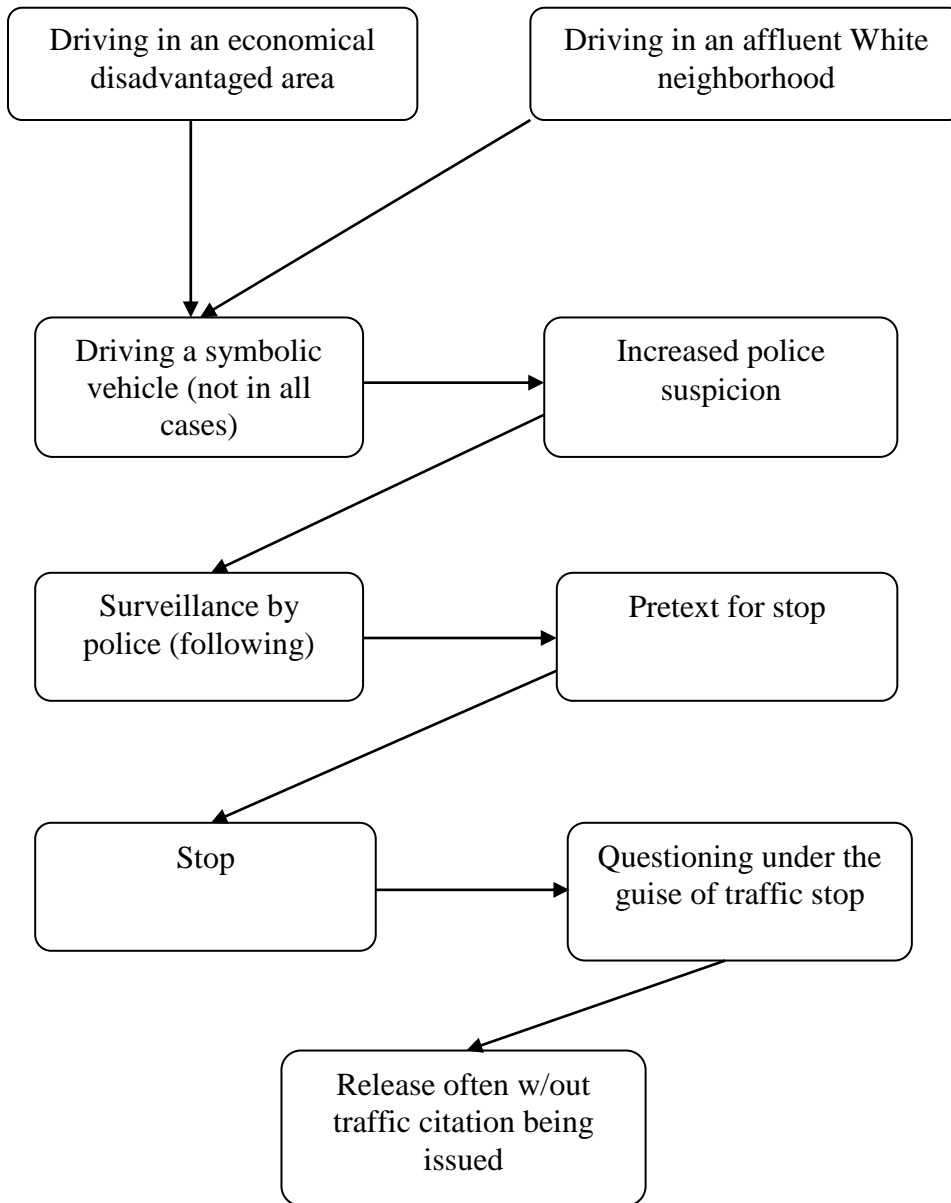 Driving in an economical
disadvantaged area
Driving in an affluent White
neighborhood
Driving a symbolic
vehicle (not in all
cases)
Increased police
suspicion
Surveillance by
police (following)
Pretext for stop
Stop
Questioning under the
guise of traffic stop
Release often w/out
traffic citation being
issued